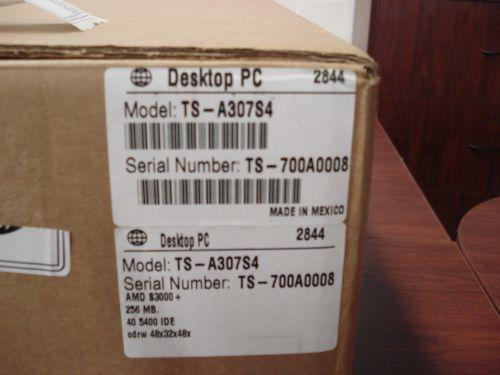 Desktop PC 2844
Model: TS-A307S4
Serial Number: TS-700A0008
MADE IN MEXICO
Desktop PC 2844
Model: TS-A307S4
Serial Number: TS-700A0008
AMD S3000+
256 MB.
40 5400 IDE
cdrw 48x32x48x